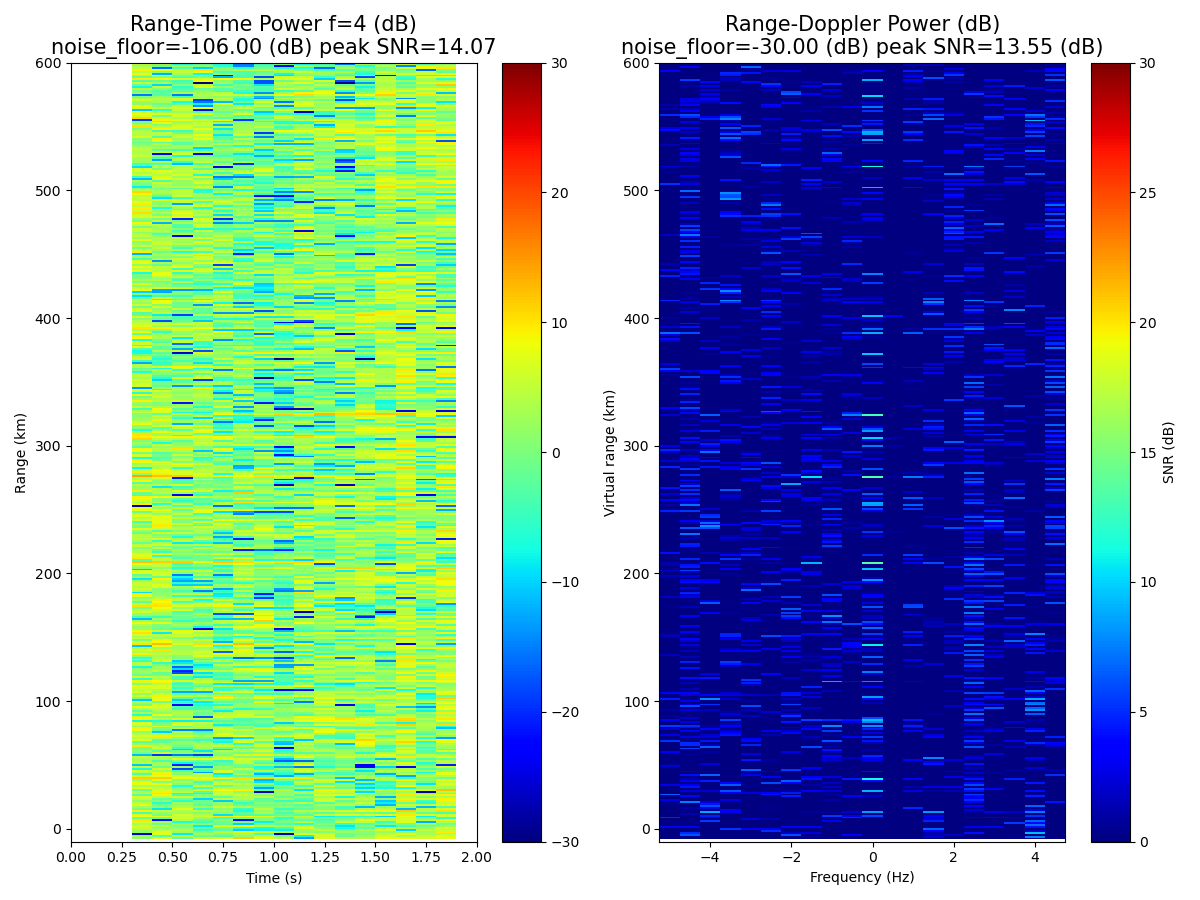 Range-Time Power f=4 (dB)
noise_floor=-106.00 (dB) peak SNR=14.07
Range-Doppler Power (dB)
noise_floor=-30.00 (dB) peak SNR=13.55 (dB)
600
500
400
300
200
100
0
Range (km)
0.00 0.25 0.50 0.75 1.00 1.25 1.50 1.75 2.00
Time (s)
30
20
10
0
−10
−20
−30
600
500
400
300
200
100
0
Virtual range (km)
−4 −2 0 2 4
Frequency (Hz)
30
25
20
15
10
5
0
SNR (dB)